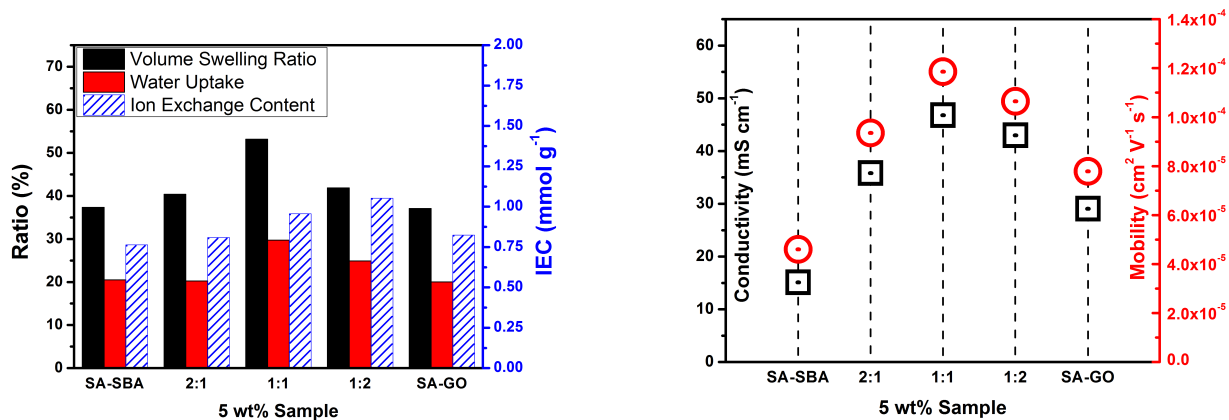 Volume Swelling Ratio
Water Uptake
Ion Exchange Content
Ratio (%)
75
70
60
50
40
30
20
10
0
IEC (mmol g⁻¹)
2.00
1.75
1.50
1.25
1.00
0.75
0.50
0.25
0.00
SA-SBA 2:1 1:1 1:2 SA-GO
5 wt% Sample
Conductivity (mS cm⁻¹)
60
50
40
30
20
10
0
Mobility (cm² V⁻¹ s⁻¹)
1.4x10⁻⁴
1.2x10⁻⁴
1.0x10⁻⁴
8.0x10⁻⁵
6.0x10⁻⁵
4.0x10⁻⁵
2.0x10⁻⁵
0.0
SA-SBA 2:1 1:1 1:2 SA-GO
5 wt% Sample